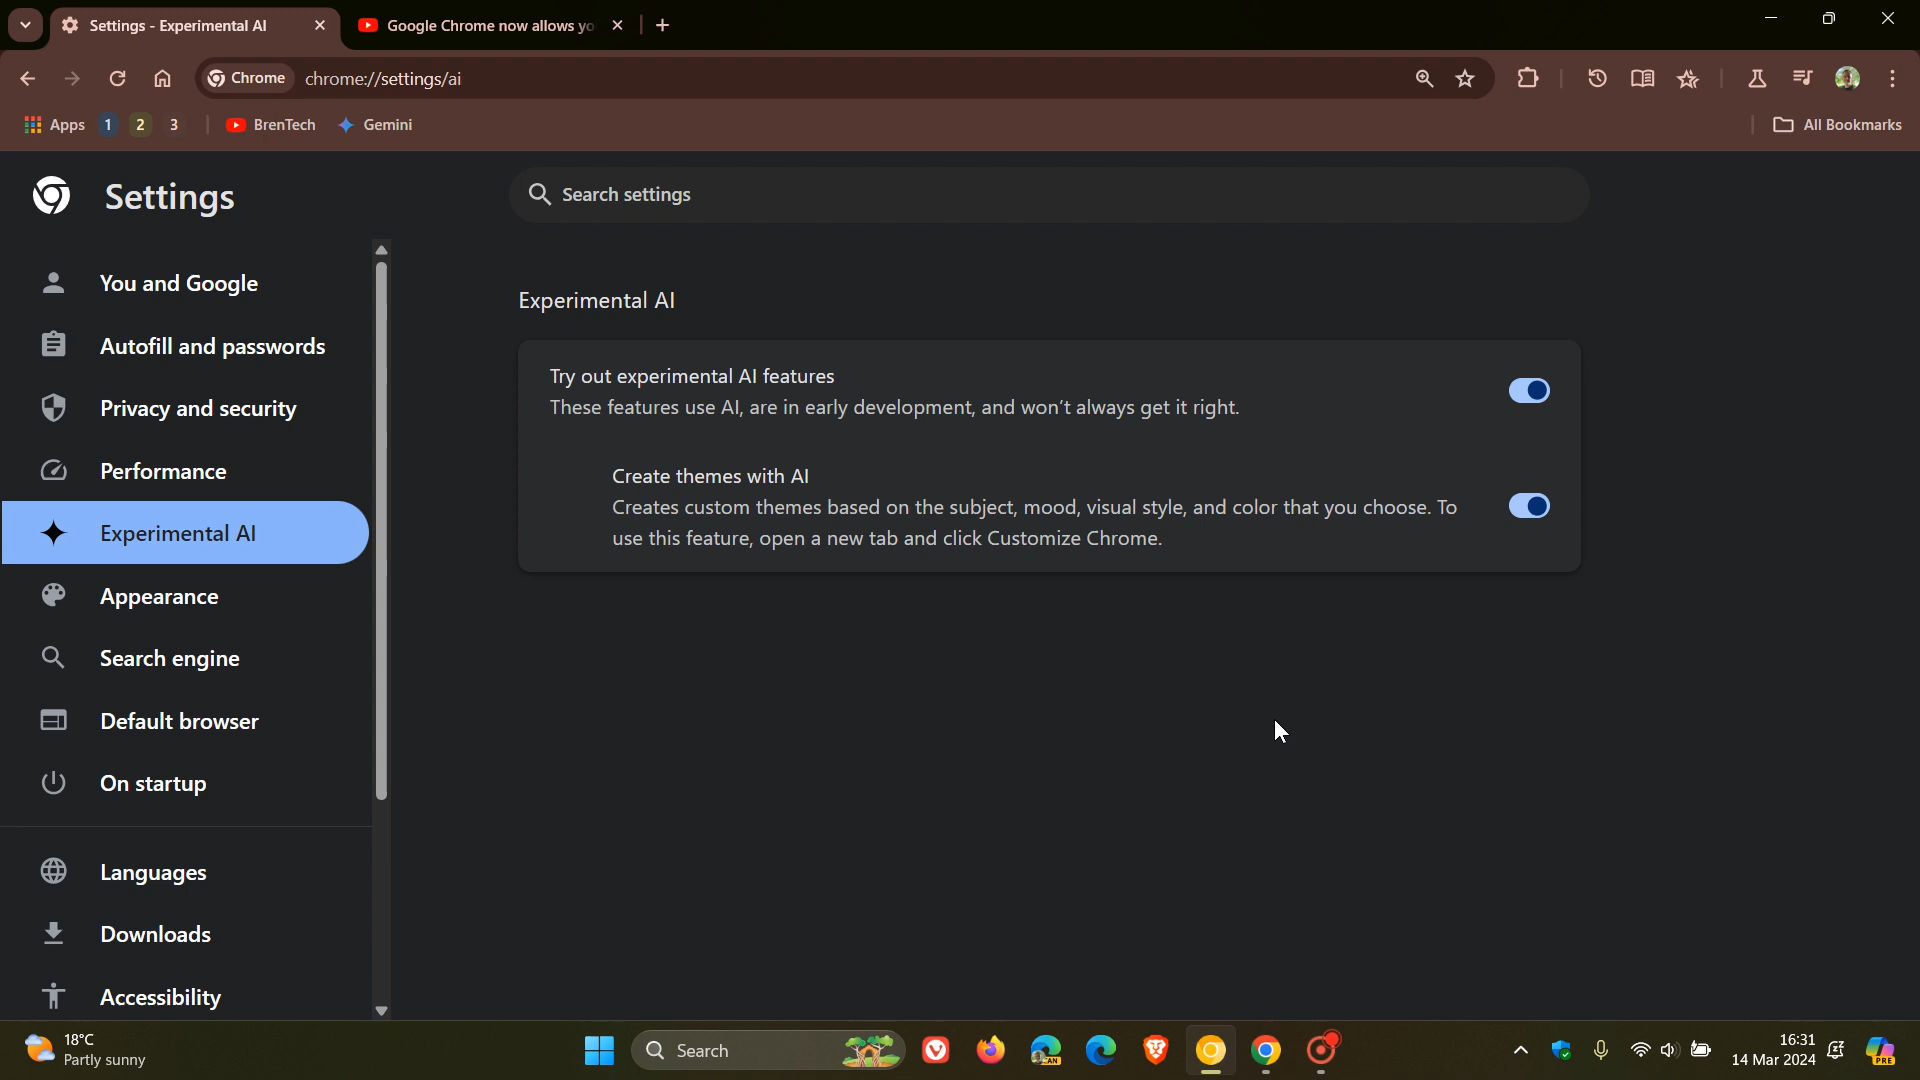 Settings - Experimental AI
Google Chrome now allows yo
Chrome
chrome://settings/ai
Apps
1
2
3
BrenTech
Gemini
All Bookmarks
Settings
Search settings
You and Google
Autofill and passwords
Privacy and security
Performance
Experimental AI
Appearance
Search engine
Default browser
On startup
Languages
Downloads
Accessibility
Experimental AI
Try out experimental AI features
These features use AI, are in early development, and won't always get it right.
Create themes with AI
Creates custom themes based on the subject, mood, visual style, and color that you choose. To
use this feature, open a new tab and click Customize Chrome.
18°C
Partly sunny
Search
CAN
16:31
14 Mar 2024
PRE